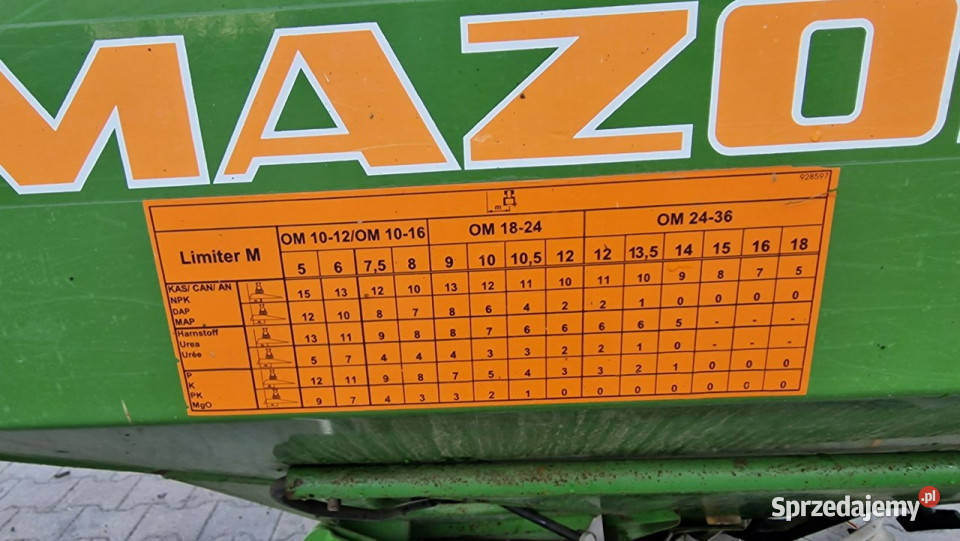 MAZO
928597
m
Limiter M OM 10-12/OM 10-16 OM 18-24 OM 24-36
5 6 7,5 8 9 10 10,5 12 12 13,5 14 15 16 18
KAS/ CAN/ AN 15 13 12 10 13 12 11 10 11 10 9 8 7 5
NPK
DAP 12 10 8 7 8 6 4 2 2 1 0 0 0 0
MAP
Harnstoff 13 11 9 8 8 7 6 6 6 6 5 - - -
Urea
Urée 5 7 4 4 4 3 3 2 2 1 0 - - -
P
K 12 11 9 8 7 5 4 3 3 2 1 0 0 0
PK
MgO 9 7 4 3 3 2 1 0 0 0 0 0 0 0
Sprzedajemy.pl